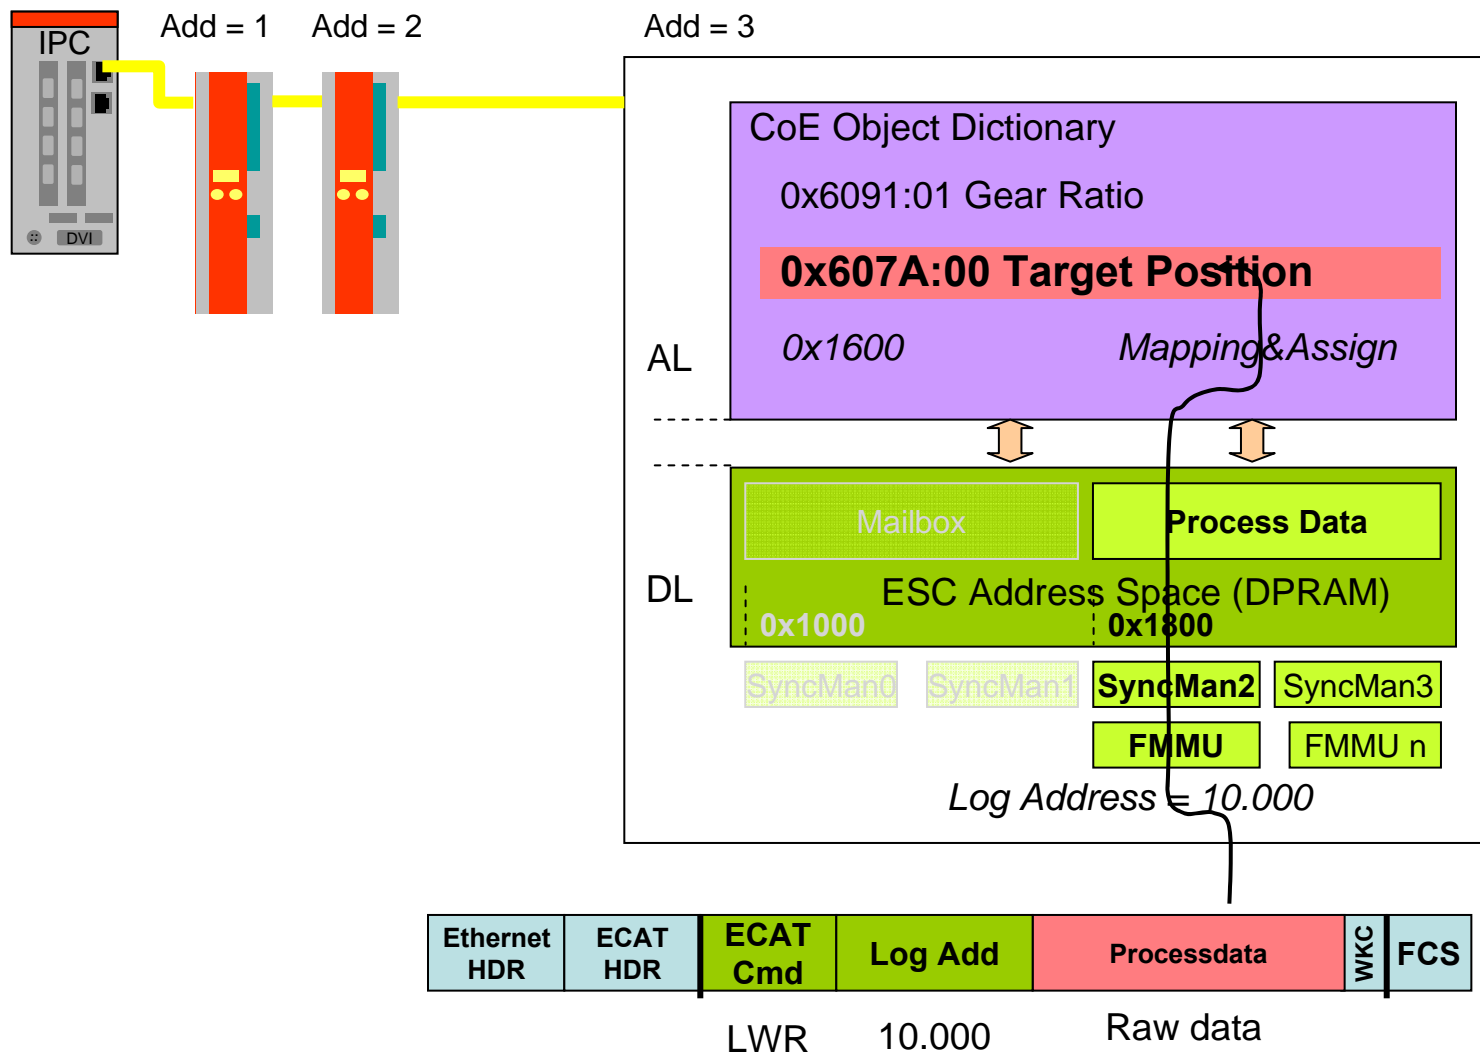 IPC
Add = 1
Add = 2
Add = 3
DVI
CoE Object Dictionary
0x6091:01 Gear Ratio
0x607A:00 Target Position
0x1600
Mapping&Assign
AL
Mailbox
Process Data
DL
ESC Address Space (DPRAM)
0x1000
0x1800
SyncMan0
SyncMan1
SyncMan2
SyncMan3
FMMU
FMMU n
Log Address = 10.000
Ethernet
HDR
ECAT
HDR
ECAT
Cmd
Log Add
Processdata
WKC
FCS
LWR
10.000
Raw data